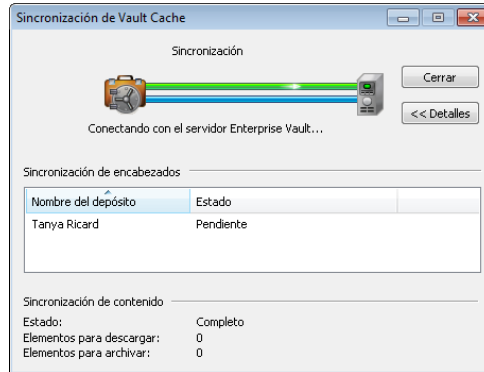 Sincronización de Vault Cache
Sincronización
Cerrar
<< Detalles
Conectando con el servidor Enterprise Vault...
Sincronización de encabezados
Nombre del depósito Estado
Tanya Ricard Pendiente
Sincronización de contenido
Estado: Completo
Elementos para descargar: 0
Elementos para archivar: 0